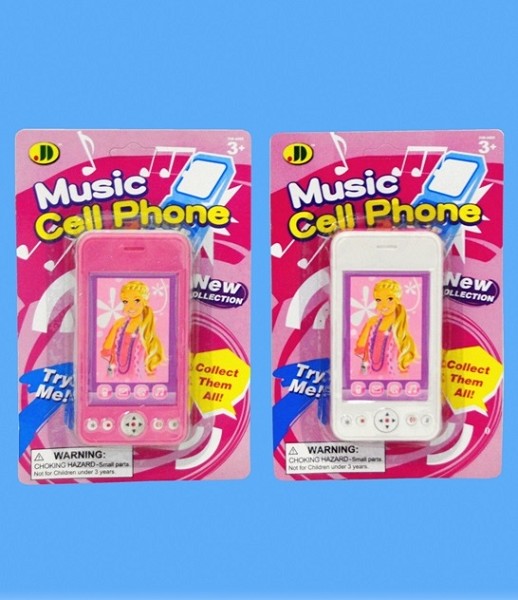 JD
3+
Music
Cell Phone
New
COLLECTION
Try
Me!
Collect
Them
All!
WARNING:
CHOKING HAZARD-Small parts.
Not for Children under 3 years.
JD
3+
Music
Cell Phone
New
COLLECTION
Try
Me!
Collect
Them
All!
WARNING:
CHOKING HAZARD-Small parts.
Not for Children under 3 years.